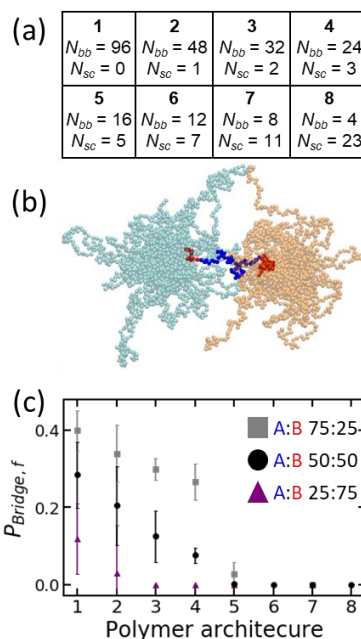 (a)
1 2 3 4
N_bb = 96 N_bb = 48 N_bb = 32 N_bb = 24
N_sc = 0 N_sc = 1 N_sc = 2 N_sc = 3
5 6 7 8
N_bb = 16 N_bb = 12 N_bb = 8 N_bb = 4
N_sc = 5 N_sc = 7 N_sc = 11 N_sc = 23
(b)
(c)
A:B 75:25
A:B 50:50
A:B 25:75
P_Bridge, f
0.4
0.2
0.0
1 2 3 4 5 6 7 8
Polymer architecure